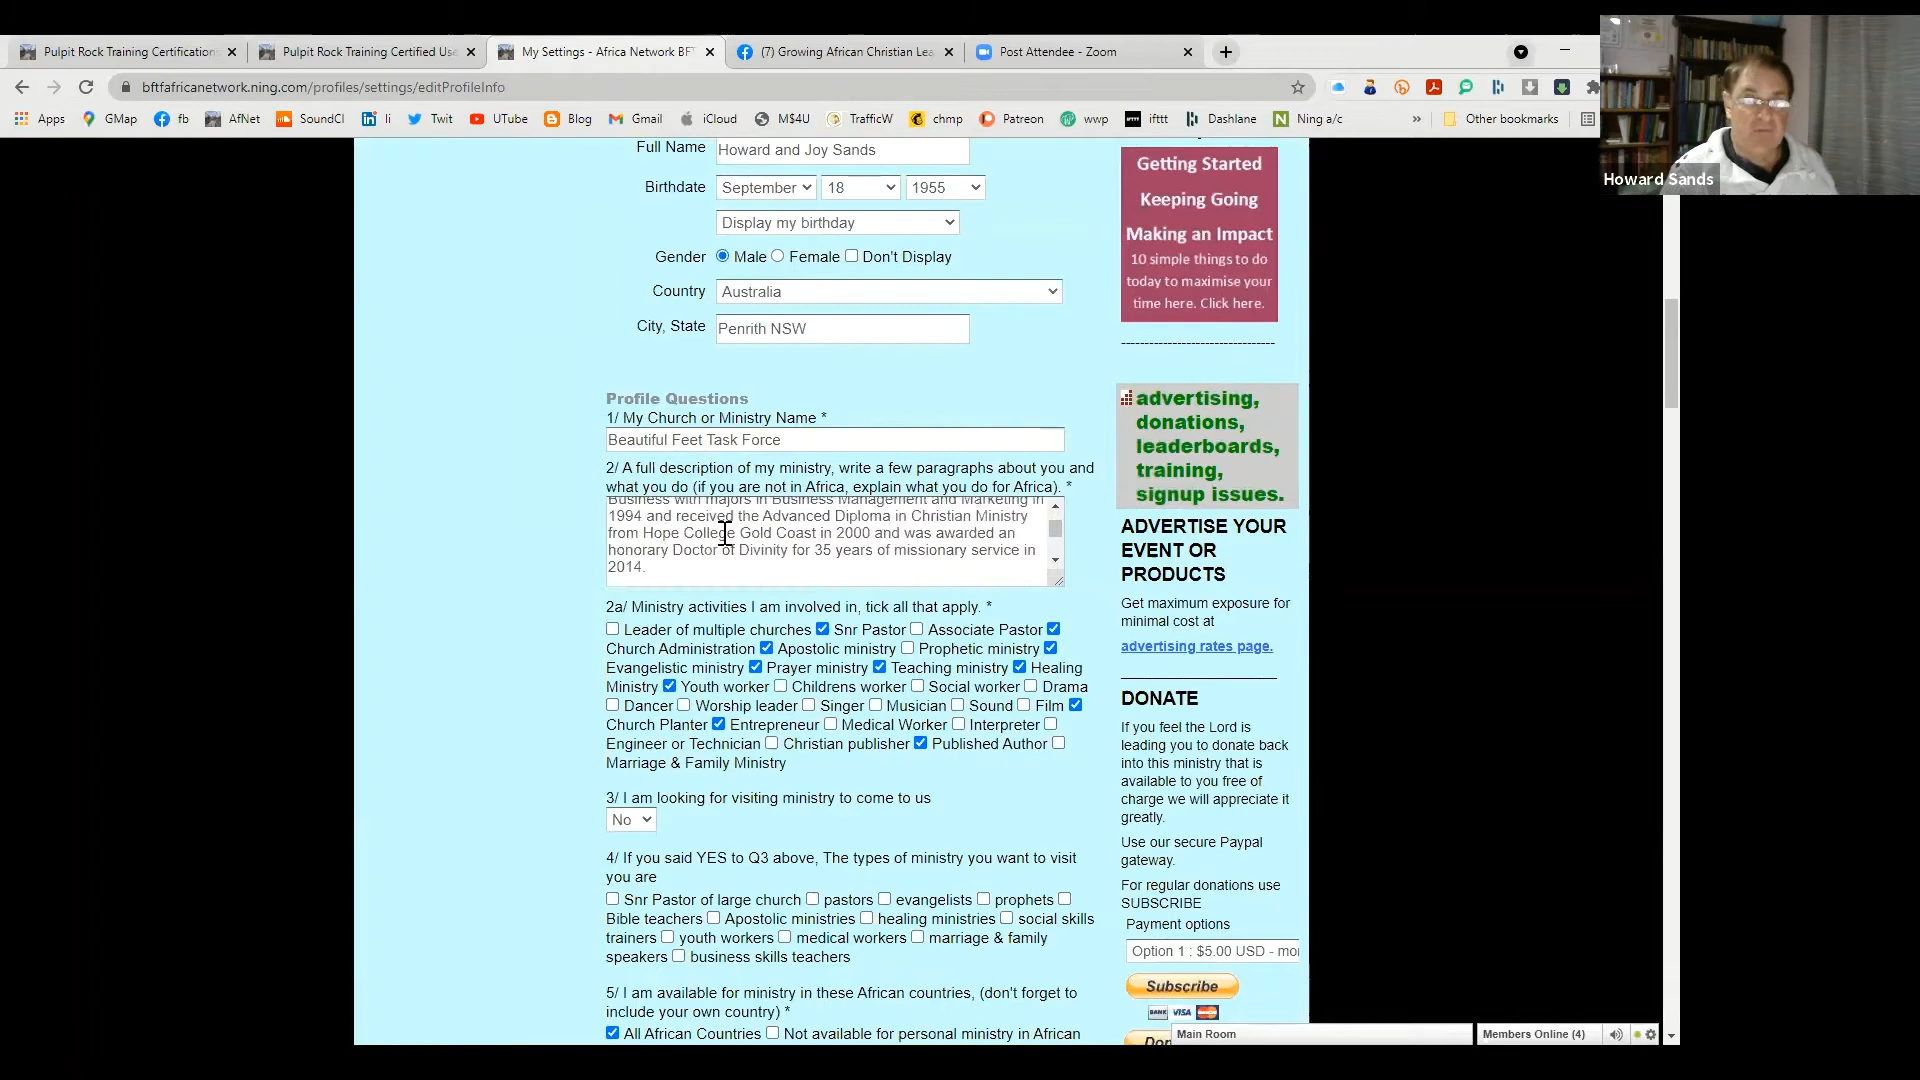 Pulpit Rock Training Certification
Pulpit Rock Training Certified Use
My Settings - Africa Network BFT
(7) Growing African Christian Lea
Post Attendee - Zoom
bftfafricanetwork.ning.com/profiles/settings/editProfileInfo
Apps
GMap
fb
AfNet
SoundCl
li
Twit
UTube
Blog
Gmail
iCloud
M$4U
TrafficW
chmp
Patreon
wwp
ifttt
Dashlane
Ning a/c
»
Other bookmarks
Howard Sands
Full Name Howard and Joy Sands
Birthdate September 18 1955
Display my birthday
Gender Male Female Don't Display
Country Australia
City, State Penrith NSW
Profile Questions
1/ My Church or Ministry Name *
Beautiful Feet Task Force
2/ A full description of my ministry, write a few paragraphs about you and
what you do (if you are not in Africa, explain what you do for Africa). *
Business with majors in Business Management and Marketing in
1994 and received the Advanced Diploma in Christian Ministry
from Hope College Gold Coast in 2000 and was awarded an
honorary Doctor of Divinity for 35 years of missionary service in
2014.
2a/ Ministry activities I am involved in, tick all that apply. *
Leader of multiple churches Snr Pastor Associate Pastor
Church Administration Apostolic ministry Prophetic ministry
Evangelistic ministry Prayer ministry Teaching ministry Healing
Ministry Youth worker Childrens worker Social worker Drama
Dancer Worship leader Singer Musician Sound Film
Church Planter Entrepreneur Medical Worker Interpreter
Engineer or Technician Christian publisher Published Author
Marriage & Family Ministry
3/ I am looking for visiting ministry to come to us
No
4/ If you said YES to Q3 above, The types of ministry you want to visit
you are
Snr Pastor of large church pastors evangelists prophets
Bible teachers Apostolic ministries healing ministries social skills
trainers youth workers medical workers marriage & family
speakers business skills teachers
5/ I am available for ministry in these African countries, (don't forget to
include your own country) *
All African Countries Not available for personal ministry in African
Getting Started
Keeping Going
Making an Impact
10 simple things to do
today to maximise your
time here. Click here.
--------------------------------
advertising,
donations,
leaderboards,
training,
signup issues.
ADVERTISE YOUR
EVENT OR
PRODUCTS
Get maximum exposure for
minimal cost at
advertising rates page.
DONATE
If you feel the Lord is
leading you to donate back
into this ministry that is
available to you free of
charge we will appreciate it
greatly.
Use our secure Paypal
gateway.
For regular donations use
SUBSCRIBE
Payment options
Option 1 : $5.00 USD - mo
Subscribe
BANK VISA
Don
Main Room
Members Online (4)